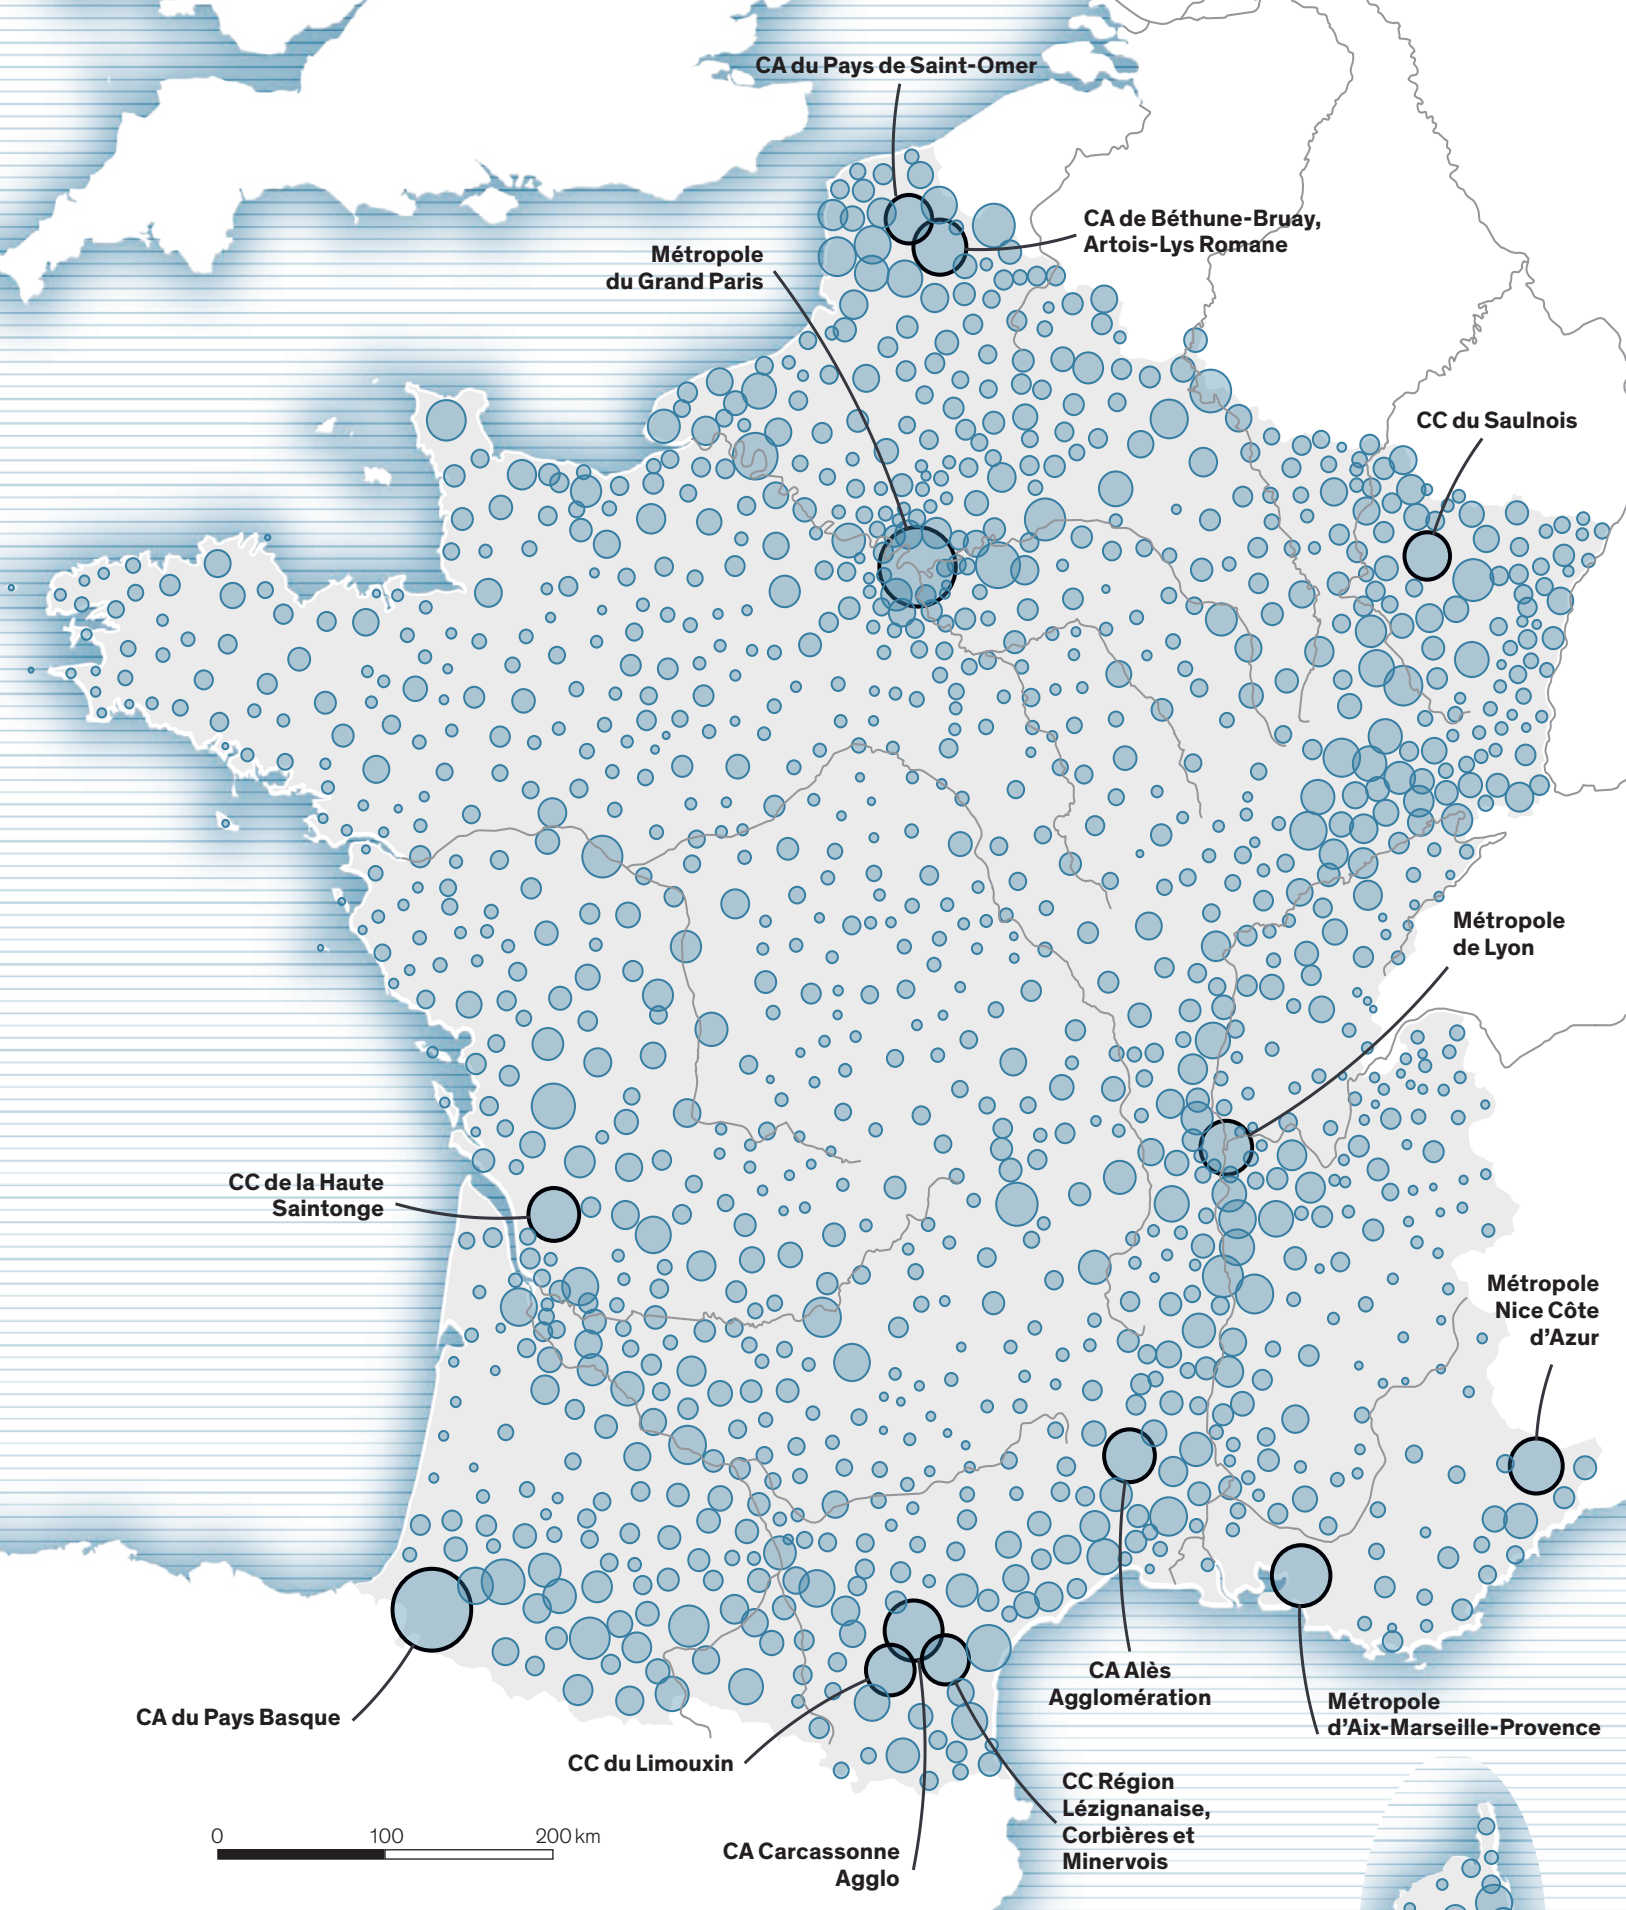 CA du Pays de Saint-Omer
CA de Béthune-Bruay,
Artois-Lys Romane
Métropole
du Grand Paris
CC du Saulnois
Métropole
de Lyon
CC de la Haute
Saintonge
Métropole
Nice Côte
d’Azur
CA du Pays Basque
CC du Limouxin
CA Carcassonne
Agglo
CC Région
Lézignanaise,
Corbières et
Minervois
CA Alès
Agglomération
Métropole
d’Aix-Marseille-Provence
0 100 200 km